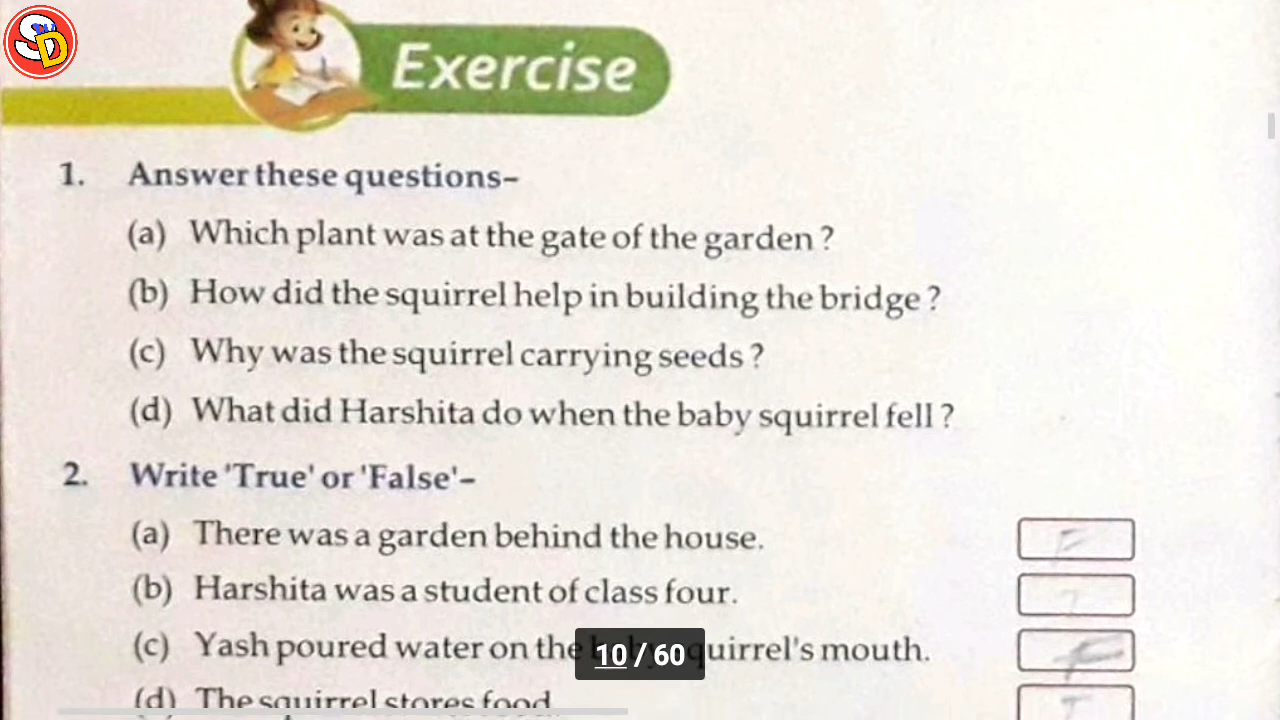 SD
Exercise
1. Answer these questions–
(a) Which plant was at the gate of the garden ?
(b) How did the squirrel help in building the bridge ?
(c) Why was the squirrel carrying seeds ?
(d) What did Harshita do when the baby squirrel fell ?
2. Write 'True' or 'False'–
(a) There was a garden behind the house. F
(b) Harshita was a student of class four. T
(c) Yash poured water on the baby squirrel's mouth. F
10 / 60
(d) The squirrel stores food. T